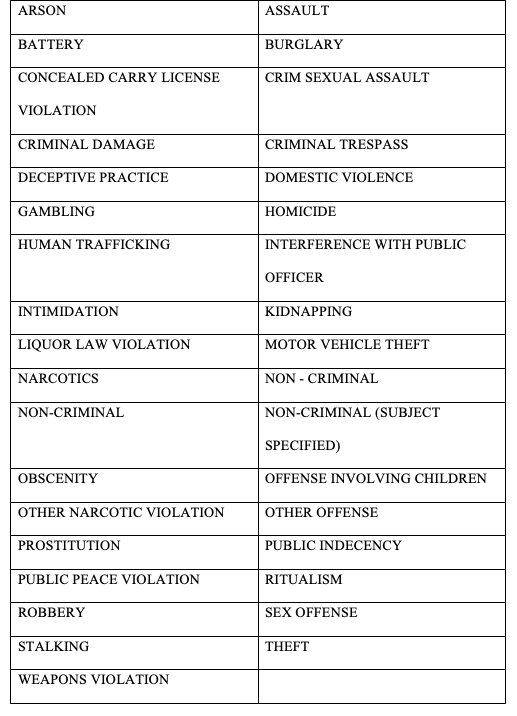 ARSON
ASSAULT
BATTERY
BURGLARY
CONCEALED CARRY LICENSE
VIOLATION
CRIM SEXUAL ASSAULT
CRIMINAL DAMAGE
CRIMINAL TRESPASS
DECEPTIVE PRACTICE
DOMESTIC VIOLENCE
GAMBLING
HOMICIDE
HUMAN TRAFFICKING
INTERFERENCE WITH PUBLIC
OFFICER
INTIMIDATION
KIDNAPPING
LIQUOR LAW VIOLATION
MOTOR VEHICLE THEFT
NARCOTICS
NON - CRIMINAL
NON-CRIMINAL
NON-CRIMINAL (SUBJECT
SPECIFIED)
OBSCENITY
OFFENSE INVOLVING CHILDREN
OTHER NARCOTIC VIOLATION
OTHER OFFENSE
PROSTITUTION
PUBLIC INDECENCY
PUBLIC PEACE VIOLATION
RITUALISM
ROBBERY
SEX OFFENSE
STALKING
THEFT
WEAPONS VIOLATION